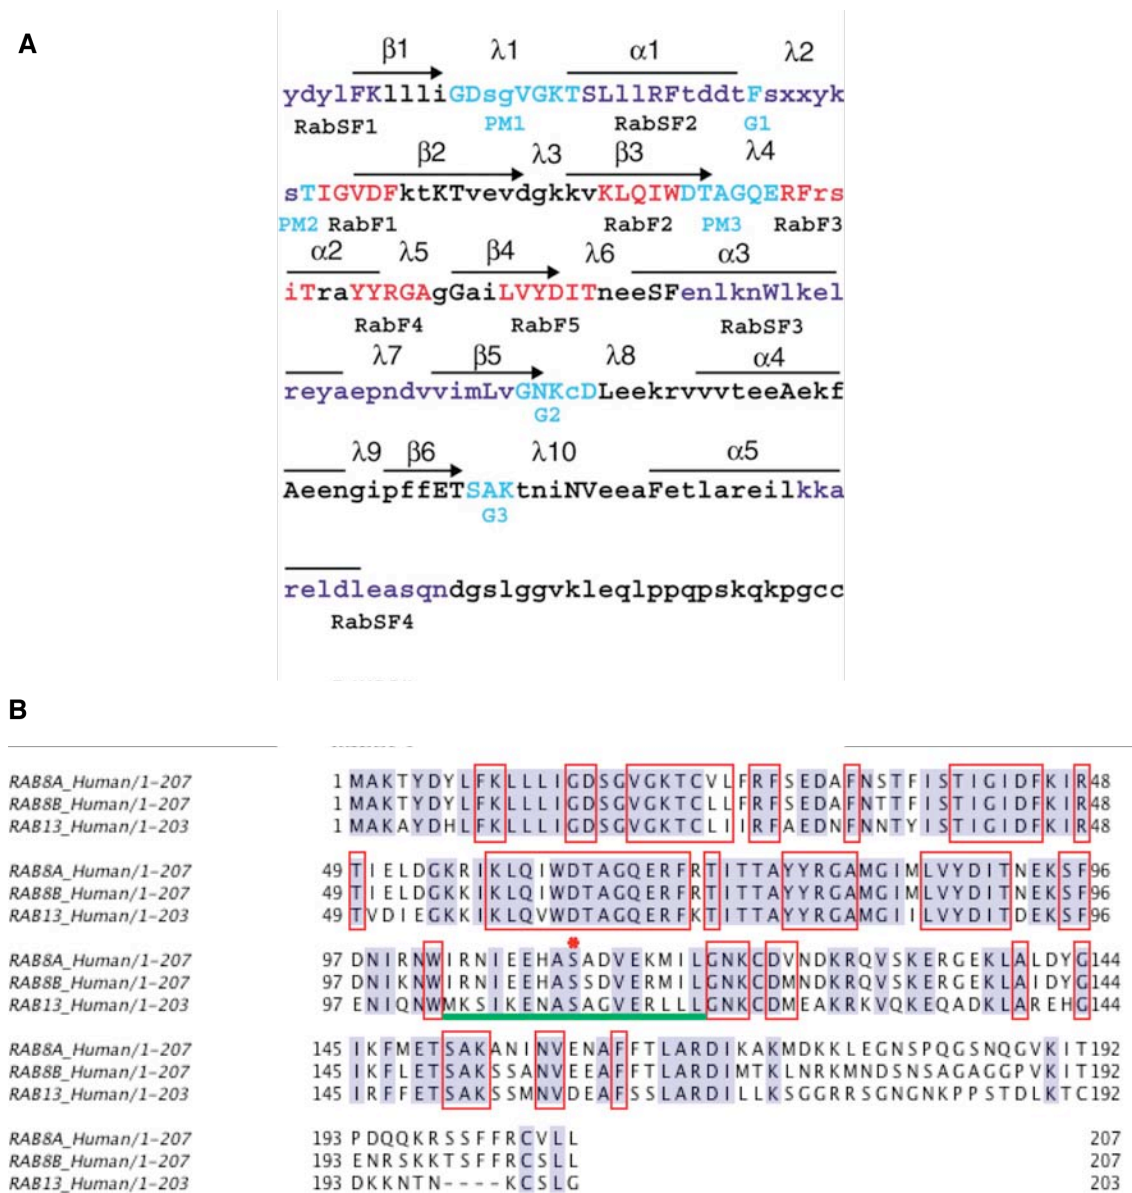 A
β1 λ1 α1 λ2
ydylFKllliGDsgVGKTSLllRFtddtFsxxyk
RabSF1 PM1 RabSF2 G1
β2 λ3 β3 λ4
sTIGVDFktKTvevdgkkvKLQIWDTAGQERFrs
PM2 RabF1 RabF2 PM3 RabF3
α2 λ5 β4 λ6 α3
iTraYYRGAgGaiLVYDITneeSFenlknWlkel
RabF4 RabF5 RabSF3
λ7 β5 λ8 α4
reyaepndvvimLvGNKcDLeekrvvvteeAekf
G2
λ9 β6 λ10 α5
AeengipffETSAKtniNVeeaFetlareilkka
G3
reldleasqndgslggvkleqlppqpskqkpgcc
RabSF4
B
RAB8A_Human/1-207 1 MAKTYDYLFKLLLIGDSGVGKTCVLFRFSEDAFNSTFISTIGIDFKIR 48
RAB8B_Human/1-207 1 MAKTYDYLFKLLLIGDSGVGKTCLLFRFSEDAFNTTFISTIGIDFKIR 48
RAB13_Human/1-203 1 MAKAYDHLFKLLLIGDSGVGKTCLIIRFAEDNFNNTYISTIGIDFKIR 48
RAB8A_Human/1-207 49 TIELDGKRIKLQIWDTAGQERFRTITTAYYRGAMGIMLVYDITNEKSF 96
RAB8B_Human/1-207 49 TIELDGKKIKLQIWDTAGQERFRTITTAYYRGAMGIMLVYDITNEKSF 96
RAB13_Human/1-203 49 TVDIEGKKIKLQVWDTAGQERFKTITTAYYRGAMGIILVYDITDEKSF 96
*
RAB8A_Human/1-207 97 DNIRNWIRNIEEHASADVEKMILGNKCDVNDKRQVSKERGEKLALDYG 144
RAB8B_Human/1-207 97 DNIKNWIRNIEEHASSDVERMILGNKCDMNDKRQVSKERGEKLAIDYG 144
RAB13_Human/1-203 97 ENIQNWMKSIKENASAGVERLLLGNKCDMEAKRKVQKEQADKLAREHG 144
RAB8A_Human/1-207 145 IKFMETSAKANINVENAFFTLARDIKAKMDKKLEGNSPQGSNQGVKIT 192
RAB8B_Human/1-207 145 IKFLETSAKSSANVEEAFFTLARDIMTKLNRKMNDSNSAGAGGPVKIT 192
RAB13_Human/1-203 145 IRFFETSAKSSMNVDEAFSSLARDILLKSGGRRSGNGNKPPSTDLKTC 192
RAB8A_Human/1-207 193 PDQQKRSSFFRCVLL 207
RAB8B_Human/1-207 193 ENRSKKTSFFRCSLL 207
RAB13_Human/1-203 193 DKKNTN----KCSLG 203